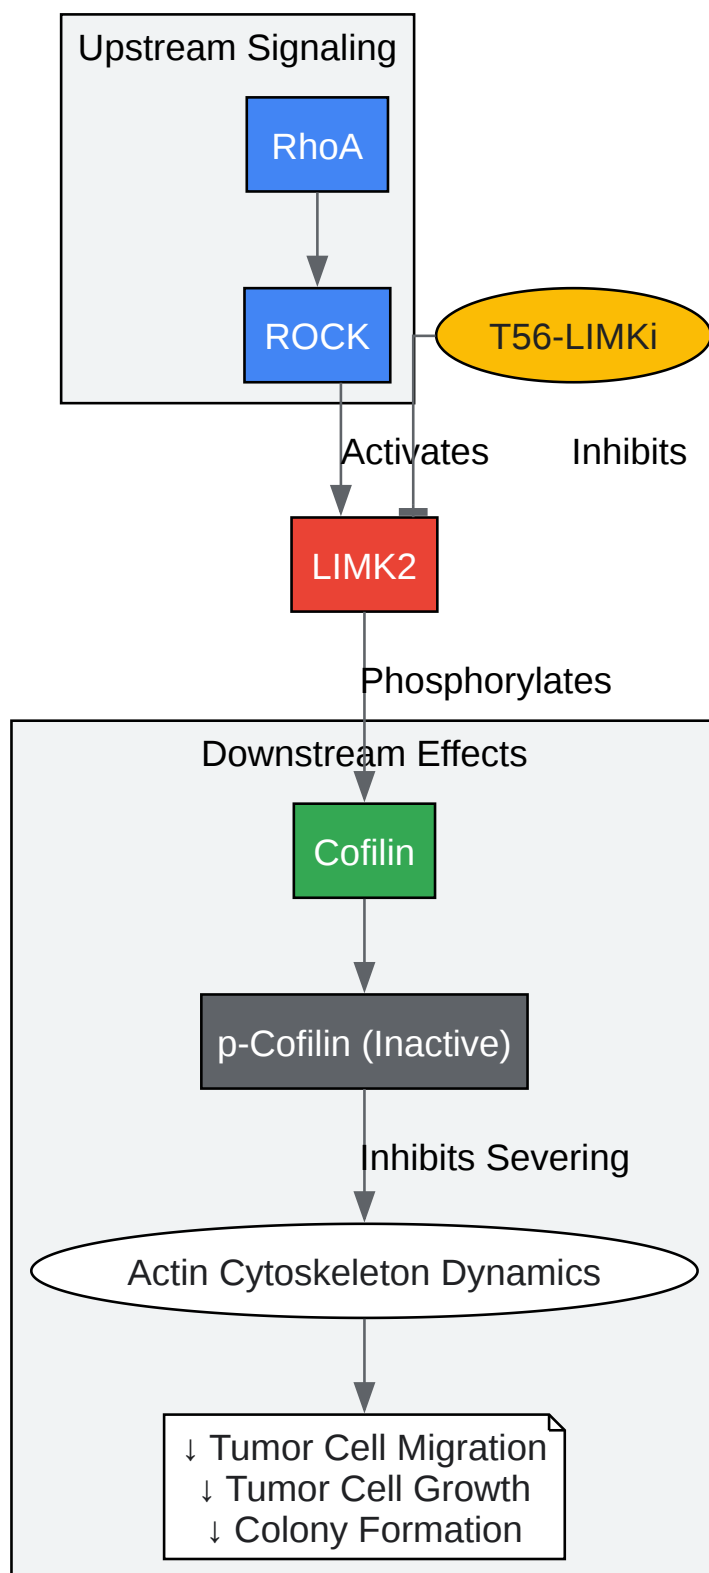 Upstream Signaling
RhoA
ROCK
T56-LIMKi
Activates
Inhibits
LIMK2
Phosphorylates
Downstream Effects
Cofilin
p-Cofilin (Inactive)
Inhibits Severing
Actin Cytoskeleton Dynamics
↓ Tumor Cell Migration
↓ Tumor Cell Growth
↓ Colony Formation